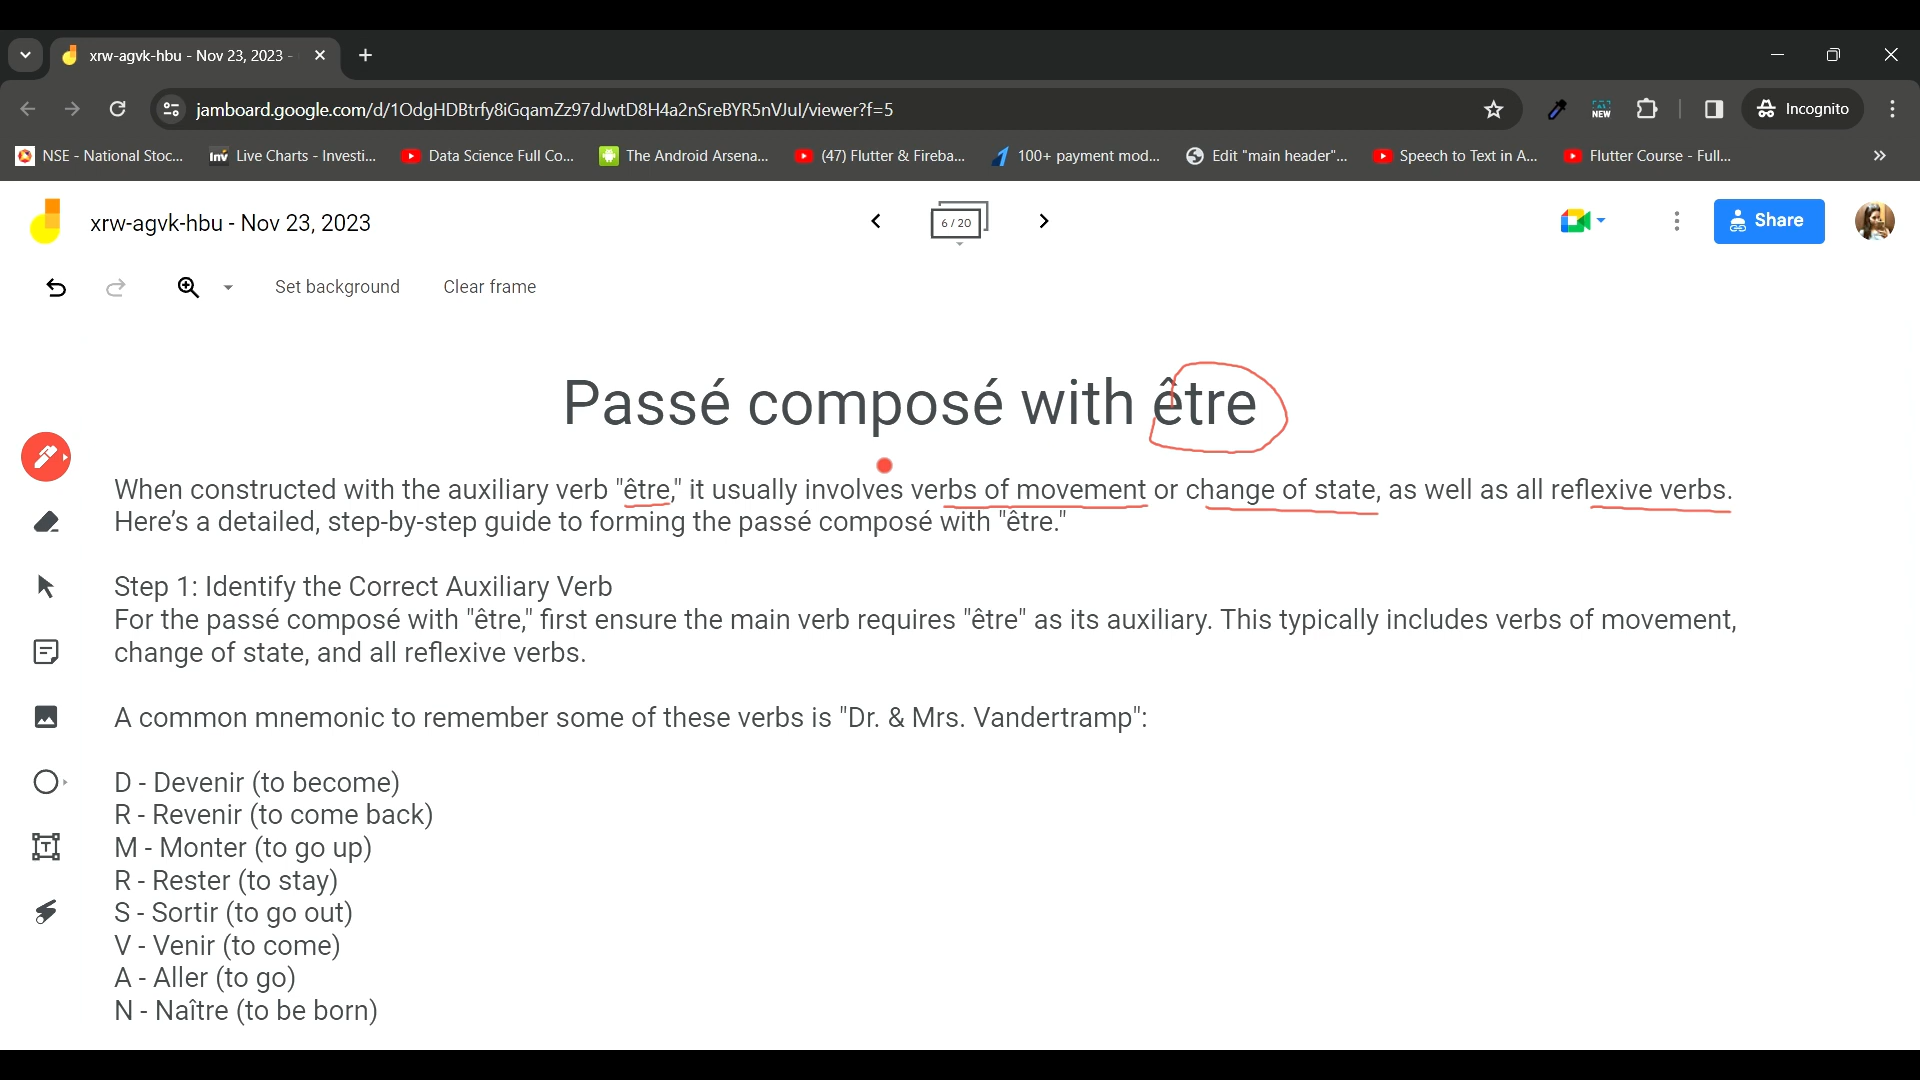 xrw-agvk-hbu - Nov 23, 2023 -
jamboard.google.com/d/1OdgHDBtrfy8iGqamZz97dJwtD8H4a2nSreBYR5nVJuI/viewer?f=5
NEW
Incognito
NSE - National Stoc...
Inv Live Charts - Investi...
Data Science Full Co...
The Android Arsena...
(47) Flutter & Fireba...
100+ payment mod...
Edit "main header"...
Speech to Text in A...
Flutter Course - Full...
xrw-agvk-hbu - Nov 23, 2023
6 / 20
Share
Set background
Clear frame
Passé composé with être
When constructed with the auxiliary verb "être," it usually involves verbs of movement or change of state, as well as all reflexive verbs.
Here's a detailed, step-by-step guide to forming the passé composé with "être."
Step 1: Identify the Correct Auxiliary Verb
For the passé composé with "être," first ensure the main verb requires "être" as its auxiliary. This typically includes verbs of movement,
change of state, and all reflexive verbs.
A common mnemonic to remember some of these verbs is "Dr. & Mrs. Vandertramp":
D - Devenir (to become)
R - Revenir (to come back)
M - Monter (to go up)
R - Rester (to stay)
S - Sortir (to go out)
V - Venir (to come)
A - Aller (to go)
N - Naître (to be born)